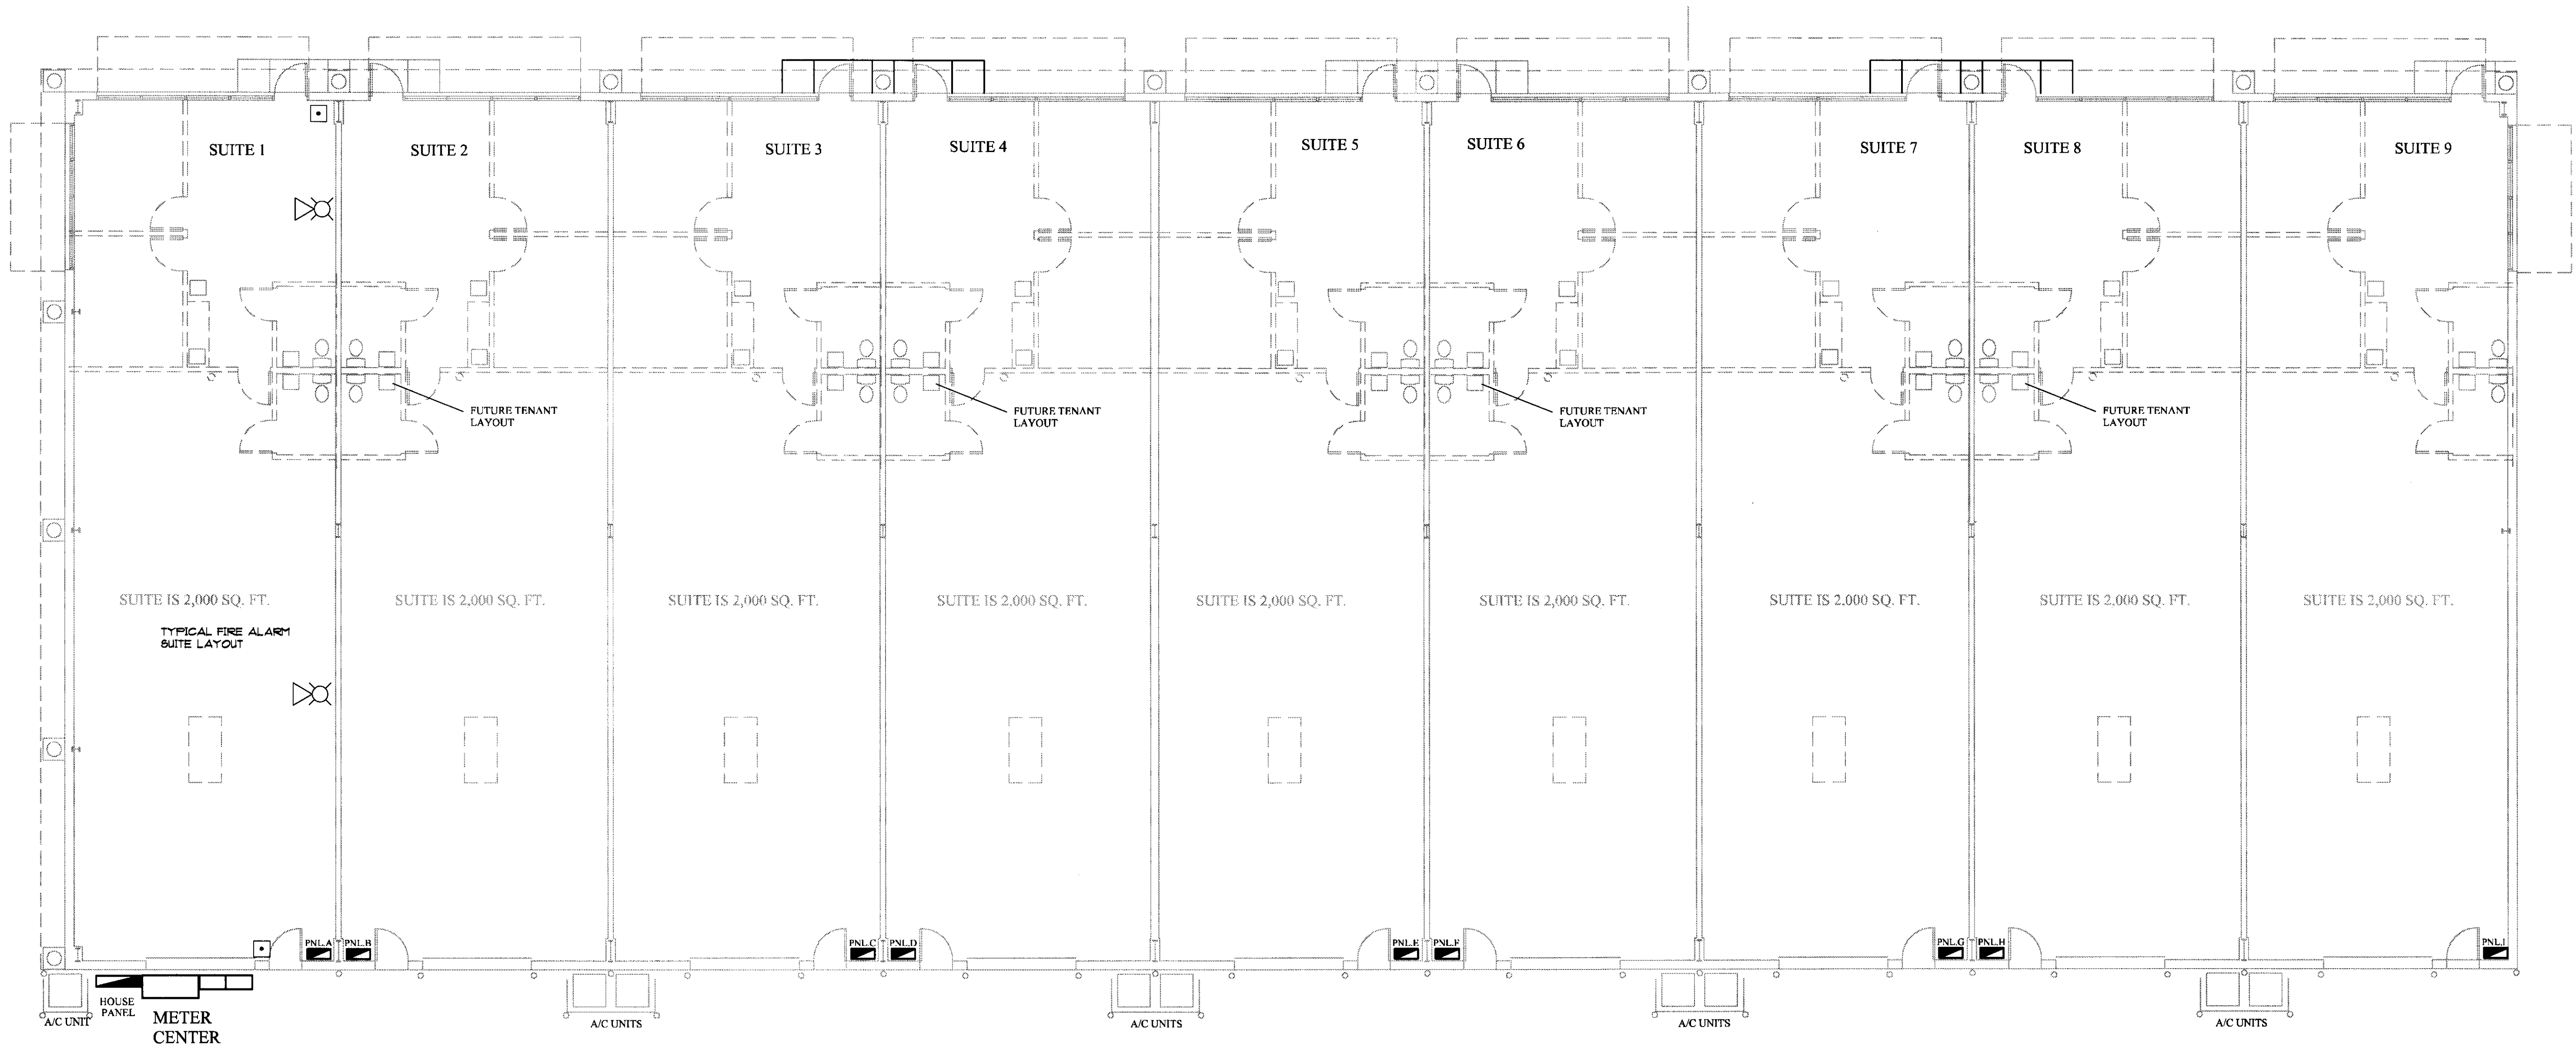 SUITE 1
SUITE 2
SUITE 3
SUITE 4
SUITE 5
SUITE 6
SUITE 7
SUITE 8
SUITE 9
FUTURE TENANT
LAYOUT
FUTURE TENANT
LAYOUT
FUTURE TENANT
LAYOUT
FUTURE TENANT
LAYOUT
SUITE IS 2,000 SQ. FT.
SUITE IS 2,000 SQ. FT.
SUITE IS 2,000 SQ. FT.
SUITE IS 2,000 SQ. FT.
SUITE IS 2,000 SQ. FT.
SUITE IS 2,000 SQ. FT.
SUITE IS 2,000 SQ. FT.
SUITE IS 2,000 SQ. FT.
SUITE IS 2,000 SQ. FT.
TYPICAL FIRE ALARM
SUITE LAYOUT
PNL.A
PNL.B
PNL.C
PNL.D
PNL.E
PNL.F
PNL.G
PNL.H
PNL.I
A/C UNIT
HOUSE
PANEL
METER
CENTER
A/C UNITS
A/C UNITS
A/C UNITS
A/C UNITS